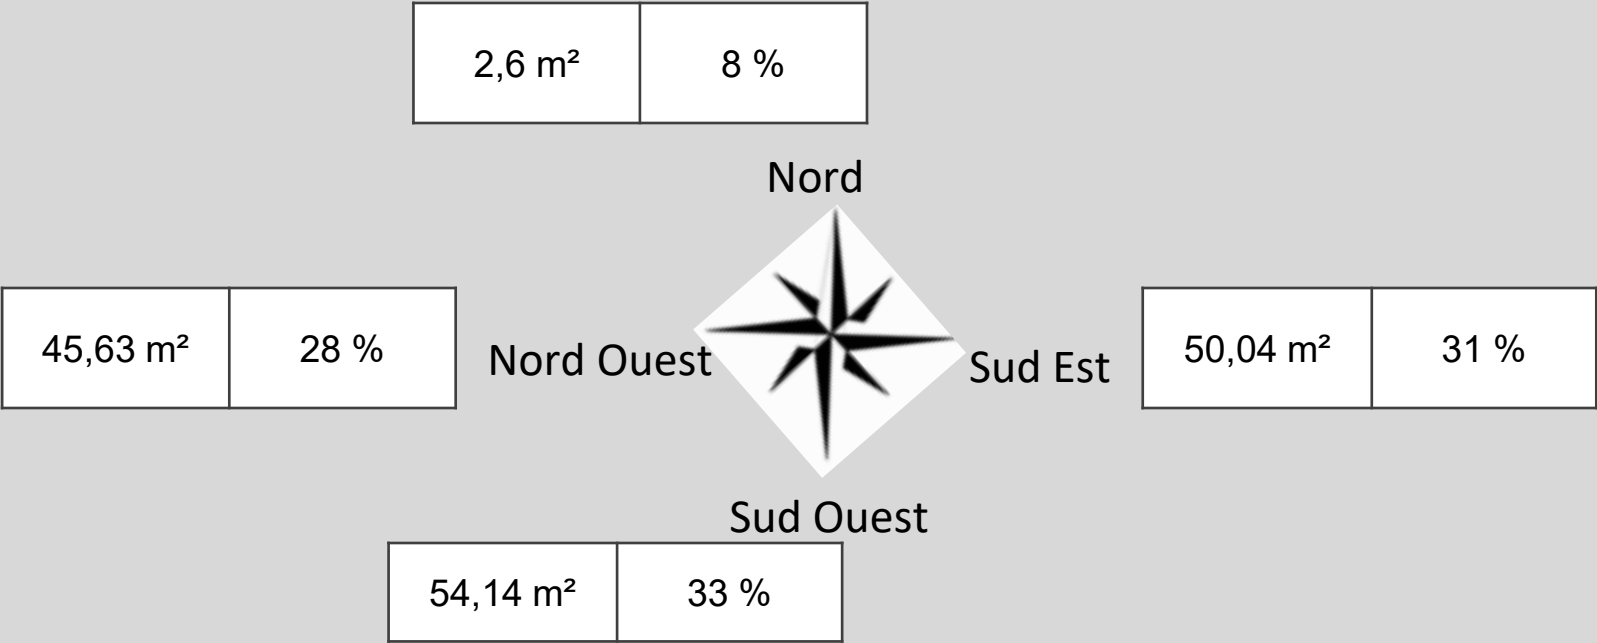 2,6 m² 8 %
Nord
45,63 m² 28 %
Nord Ouest
Sud Est
50,04 m² 31 %
Sud Ouest
54,14 m² 33 %